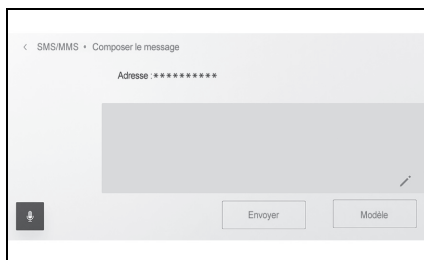 < SMS/MMS • Composer le message
Adresse :**********
Envoyer
Modèle